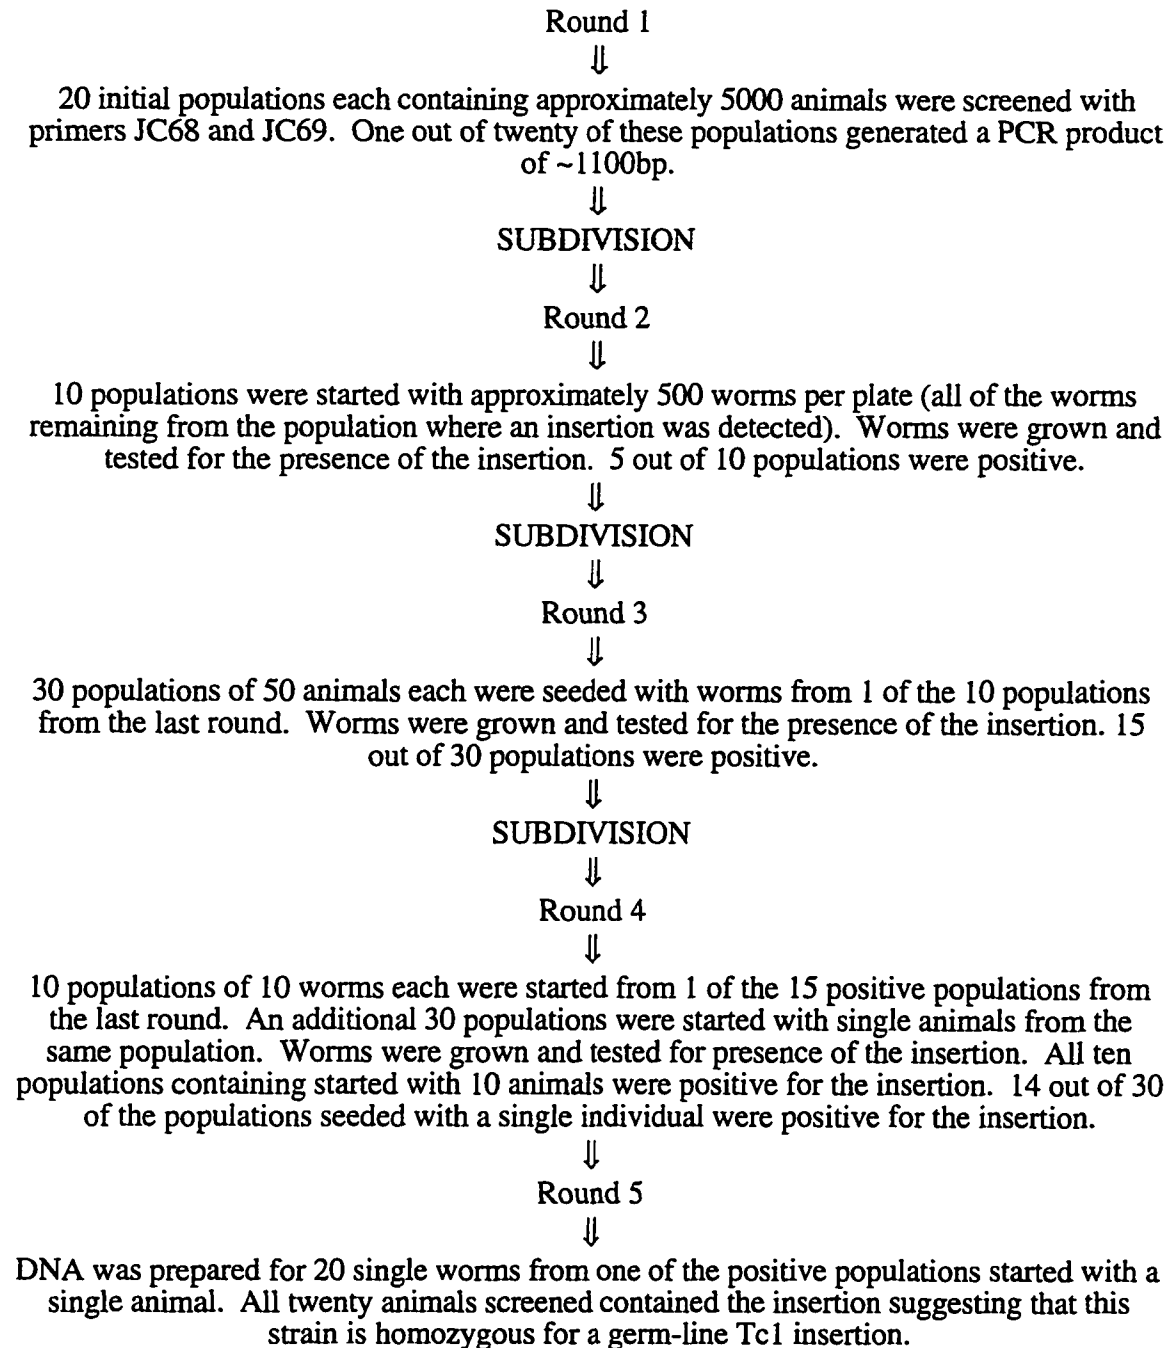 Round 1
⇓
20 initial populations each containing approximately 5000 animals were screened with
primers JC68 and JC69. One out of twenty of these populations generated a PCR product
of ~1100bp.
⇓
SUBDIVISION
⇓
Round 2
⇓
10 populations were started with approximately 500 worms per plate (all of the worms
remaining from the population where an insertion was detected). Worms were grown and
tested for the presence of the insertion. 5 out of 10 populations were positive.
⇓
SUBDIVISION
⇓
Round 3
⇓
30 populations of 50 animals each were seeded with worms from 1 of the 10 populations
from the last round. Worms were grown and tested for the presence of the insertion. 15
out of 30 populations were positive.
⇓
SUBDIVISION
⇓
Round 4
⇓
10 populations of 10 worms each were started from 1 of the 15 positive populations from
the last round. An additional 30 populations were started with single animals from the
same population. Worms were grown and tested for presence of the insertion. All ten
populations containing started with 10 animals were positive for the insertion. 14 out of 30
of the populations seeded with a single individual were positive for the insertion.
⇓
Round 5
⇓
DNA was prepared for 20 single worms from one of the positive populations started with a
single animal. All twenty animals screened contained the insertion suggesting that this
strain is homozygous for a germ-line Tc1 insertion.